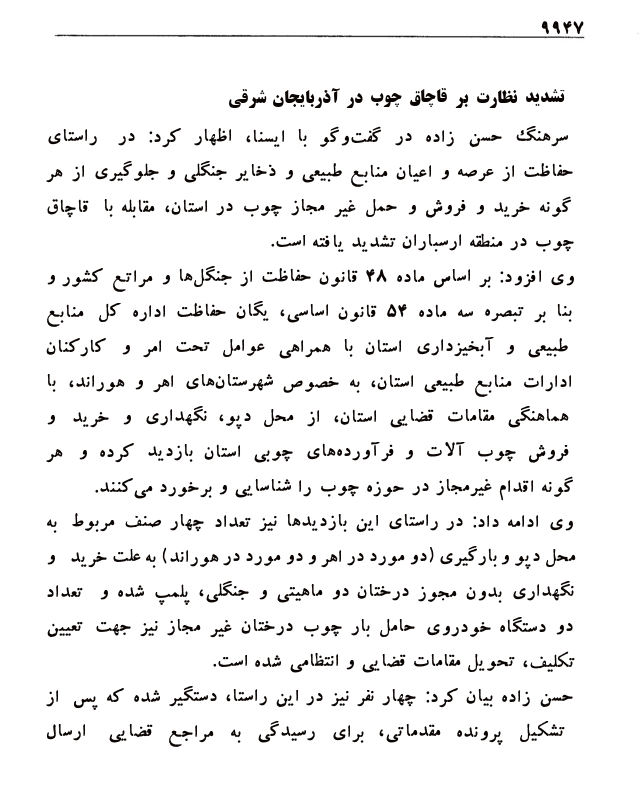 ۹۹۴۷
تشدید نظارت بر قاچاق چوب در آذربایجان شرقی
سرهنگ حسن زاده در گفت‌وگو با ایسنا، اظهار کرد: در راستای
حفاظت از عرصه و اعیان منابع طبیعی و ذخایر جنگلی و جلوگیری از هر
گونه خرید و فروش و حمل غیر مجاز چوب در استان، مقابله با قاچاق
چوب در منطقه ارسباران تشدید یافته است.
وی افزود: بر اساس ماده ۴۸ قانون حفاظت از جنگل‌ها و مراتع کشور و
بنا بر تبصره سه ماده ۵۴ قانون اساسی، یگان حفاظت اداره کل منابع
طبیعی و آبخیزداری استان با همراهی عوامل تحت امر و کارکنان
ادارات منابع طبیعی استان، به خصوص شهرستان‌های اهر و هوراند، با
هماهنگی مقامات قضایی استان، از محل دپو، نگهداری و خرید و
فروش چوب آلات و فرآورده‌های چوبی استان بازدید کرده و هر
گونه اقدام غیرمجاز در حوزه چوب را شناسایی و برخورد می‌کنند.
وی ادامه داد: در راستای این بازدیدها نیز تعداد چهار صنف مربوط به
محل دپو و بارگیری (دو مورد در اهر و دو مورد در هوراند) به علت خرید و
نگهداری بدون مجوز درختان دو ماهیتی و جنگلی، پلمپ شده و تعداد
دو دستگاه خودروی حامل بار چوب درختان غیر مجاز نیز جهت تعیین
تکلیف، تحویل مقامات قضایی و انتظامی شده است.
حسن زاده بیان کرد: چهار نفر نیز در این راستا، دستگیر شده که پس از
تشکیل پرونده مقدماتی، برای رسیدگی به مراجع قضایی ارسال